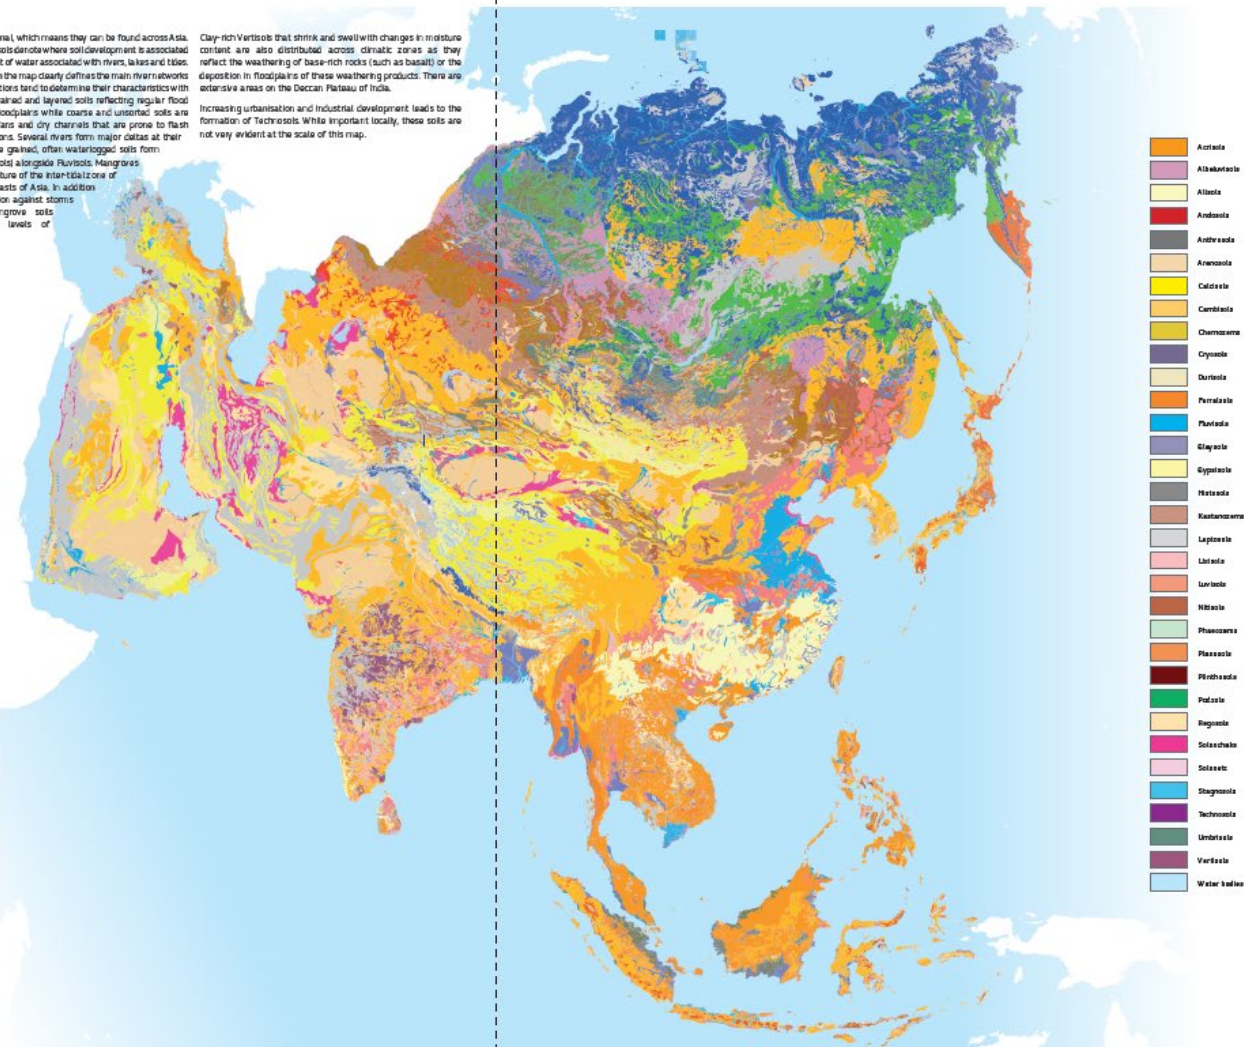 nal, which means they can be found across Asia.
sols denote where soil development is associated
t of water associated with rivers, lakes and tides.
n the map clearly defines the main river networks
tions tend to determine their characteristics with
rained and layered soils reflecting regular flood
loodplains while coarse and unsorted soils are
ans and dry channels that are prone to flash
ons. Several rivers form major deltas at their
e grained, often waterlogged soils form
ols) alongside Fluvisols. Mangroves
ture of the inter-tidal zone of
asts of Asia. In addition
ion against storms
ngrove soils
levels of
Clay-rich Vertisols that shrink and swell with changes in moisture
content are also distributed across climatic zones as they
reflect the weathering of base-rich rocks (such as basalt) or the
deposition in floodplains of these weathering products. There are
extensive areas on the Deccan Plateau of India.
Increasing urbanisation and industrial development leads to the
formation of Technosols. While important locally, these soils are
not very evident at the scale of this map.
Acrisols
Albeluvisols
Alisols
Andosols
Anthrosols
Arenosols
Calcisols
Cambisols
Chernozems
Cryosols
Durisols
Ferralsols
Fluvisols
Gleysols
Gypsisols
Histosols
Kastanozems
Leptosols
Lixisols
Luvisols
Nitisols
Phaeozems
Planosols
Plinthosols
Podzols
Regosols
Solonchaks
Solonetz
Stagnosols
Technosols
Umbrisols
Vertisols
Water bodies